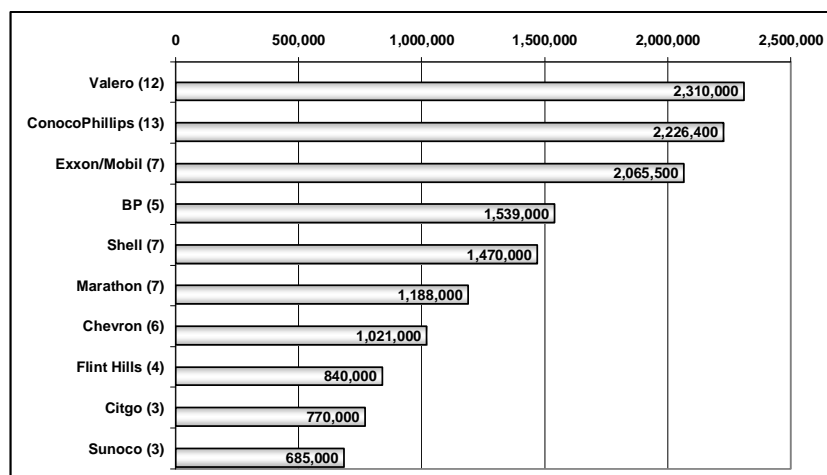 0 500,000 1,000,000 1,500,000 2,000,000 2,500,000
Valero (12) 2,310,000
ConocoPhillips (13) 2,226,400
Exxon/Mobil (7) 2,065,500
BP (5) 1,539,000
Shell (7) 1,470,000
Marathon (7) 1,188,000
Chevron (6) 1,021,000
Flint Hills (4) 840,000
Citgo (3) 770,000
Sunoco (3) 685,000